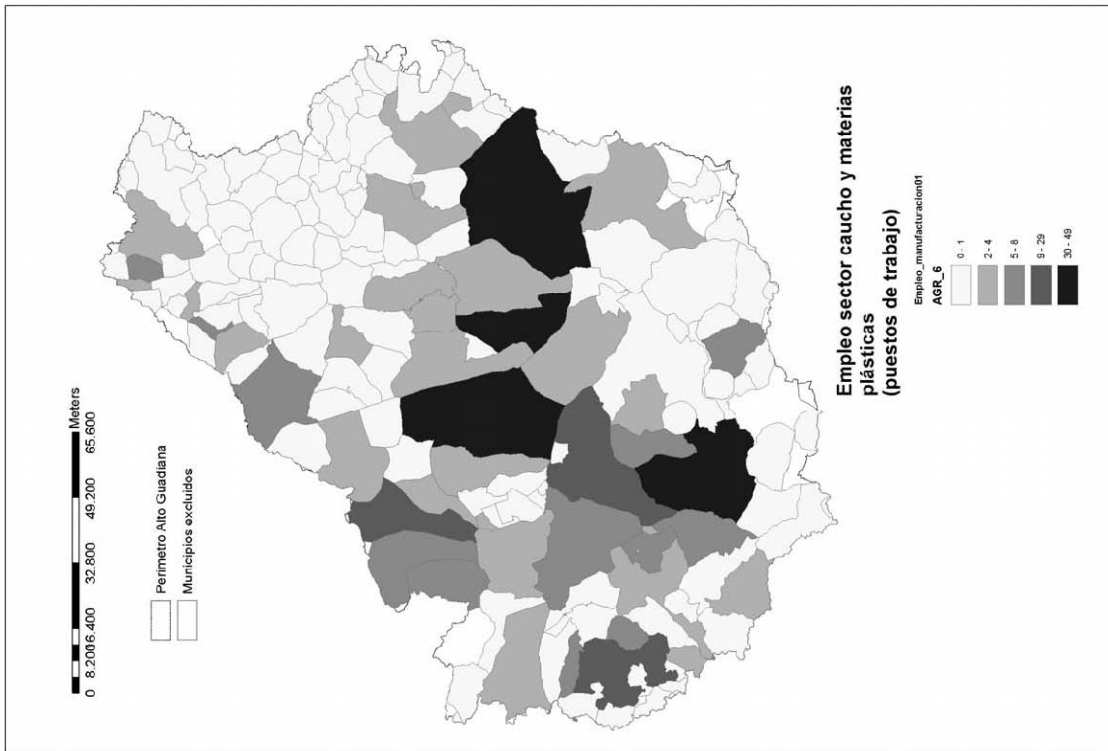 Meters
0 8.200 16.400 32.800 49.200 65.600
Perimetro Alto Guadiana
Municipios excluidos
Empleo sector caucho y materias
plásticas
(puestos de trabajo)
Empleo_manufacturacion01
AGR_6
0 - 1
2 - 4
5 - 8
9 - 29
30 - 49